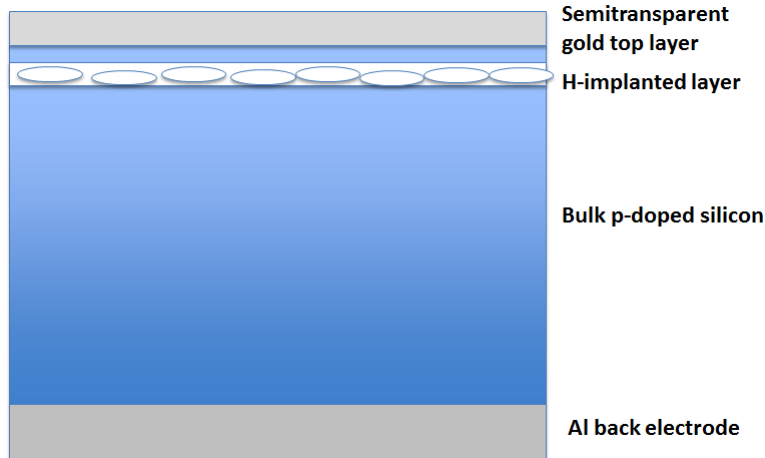 Semitransparent
gold top layer
H-implanted layer
Bulk p-doped silicon
Al back electrode